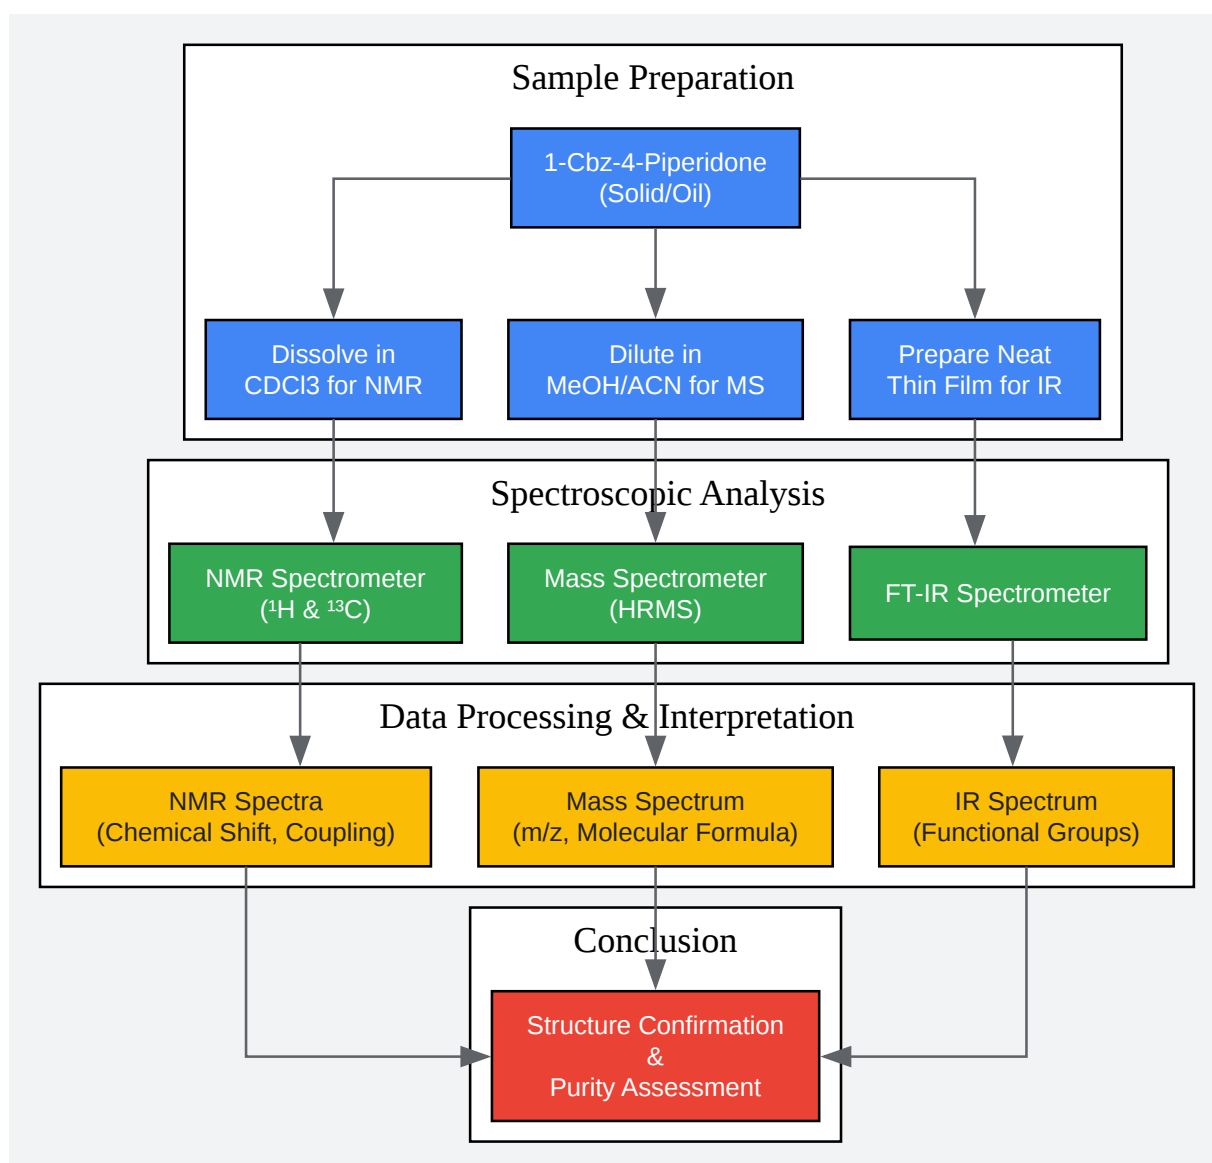 Sample Preparation
1-Cbz-4-Piperidone
(Solid/Oil)
Dissolve in
CDCl3 for NMR
Dilute in
MeOH/ACN for MS
Prepare Neat
Thin Film for IR
Spectroscopic Analysis
NMR Spectrometer
(¹H & ¹³C)
Mass Spectrometer
(HRMS)
FT-IR Spectrometer
Data Processing & Interpretation
NMR Spectra
(Chemical Shift, Coupling)
Mass Spectrum
(m/z, Molecular Formula)
IR Spectrum
(Functional Groups)
Conclusion
Structure Confirmation
&
Purity Assessment